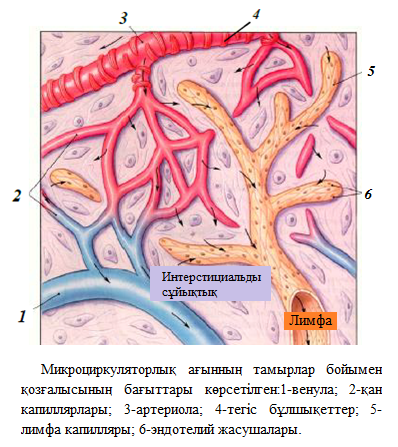 3
4
5
2
6
Интерстициальды
сұйықтық
1
Лимфа
Микроциркуляторлық ағынның тамырлар бойымен
қозғалысының бағыттары көрсетілген:1-венула; 2-қан
капиллярлары; 3-артериола; 4-тегіс бұлшықеттер; 5-
лимфа капилляры; 6-эндотелий жасушалары.